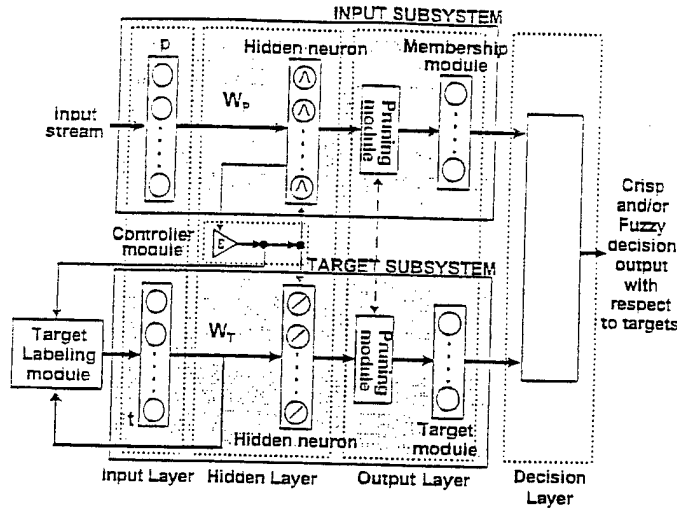 INPUT SUBSYSTEM
p
Hidden neuron
Membership
module
W_P
Input
stream
Pruning
module
Crisp
and/or
Fuzzy
decision
output
with
respect
to targets
Controller
module
Σ
TARGET SUBSYSTEM
W_T
Target
Labeling
module
Pruning
module
t
Hidden neuron
Target
module
Input Layer
Hidden Layer
Output Layer
Decision
Layer